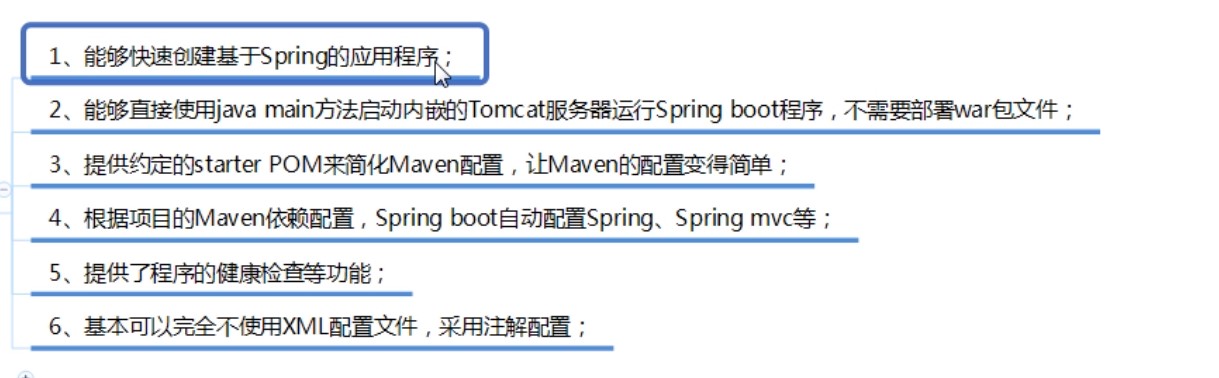 1、能够快速创建基于Spring的应用程序；
2、能够直接使用java main方法启动内嵌的Tomcat服务器运行Spring boot程序，不需要部署war包文件；
3、提供约定的starter POM来简化Maven配置，让Maven的配置变得简单；
4、根据项目的Maven依赖配置，Spring boot自动配置Spring、Spring mvc等；
5、提供了程序的健康检查等功能；
6、基本可以完全不使用XML配置文件，采用注解配置；